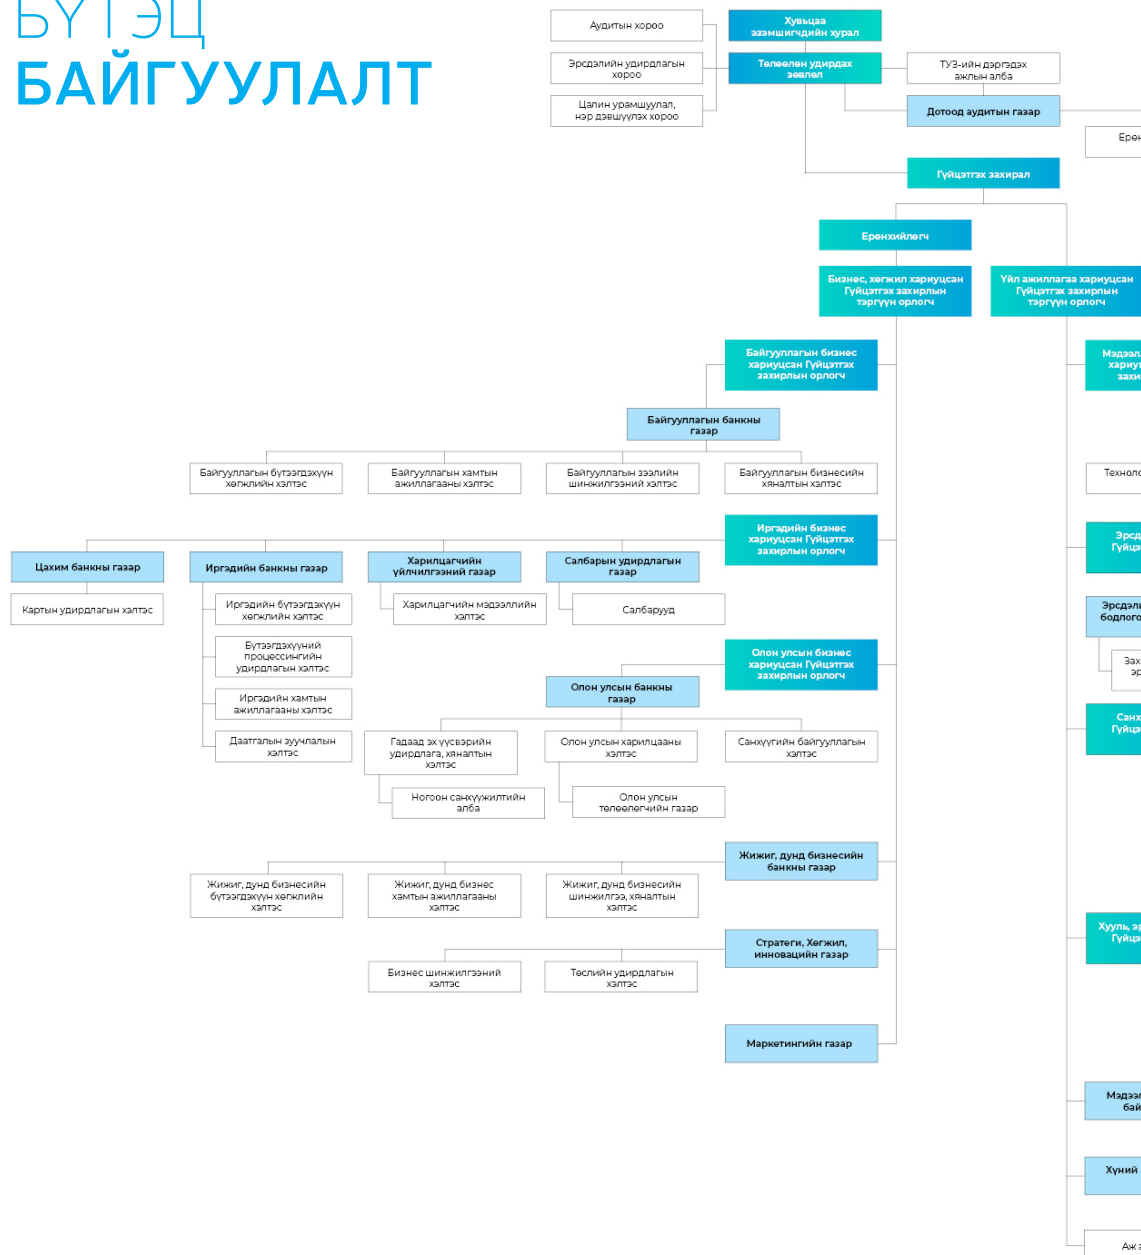 БҮТЭЦ
БАЙГУУЛАЛТ
Аудитын хороо
Эрсдэлийн удирдлагын
хороо
Цалин урамшуулал,
нэр дэвшүүлэх хороо
Хувьцаа
эзэмшигчдийн хурал
Төлөөлөн удирдах
зөвлөл
ТУЗ-ийн дэргэдэх
ажлын алба
Дотоод аудитын газар
Гүйцэтгэх захирал
Ерөнхийлөгч
Бизнес, хөгжил хариуцсан
Гүйцэтгэх захирлын
тэргүүн орлогч
Үйл ажиллагаа хариуцсан
Гүйцэтгэх захирлын
тэргүүн орлогч
Байгууллагын бизнес
хариуцсан Гүйцэтгэх
захирлын орлогч
Байгууллагын банкны
газар
Байгууллагын бүтээгдэхүүн
хөгжлийн хэлтэс
Байгууллагын хамтын
ажиллагааны хэлтэс
Байгууллагын зээлийн
шинжилгээний хэлтэс
Байгууллагын бизнесийн
хяналтын хэлтэс
Иргэдийн бизнес
хариуцсан Гүйцэтгэх
захирлын орлогч
Цахим банкны газар
Картын удирдлагын хэлтэс
Иргэдийн банкны газар
Иргэдийн бүтээгдэхүүн
хөгжлийн хэлтэс
Бүтээгдэхүүний
процессингийн
удирдлагын хэлтэс
Иргэдийн хамтын
ажиллагааны хэлтэс
Даатгалын зуучлалын
хэлтэс
Харилцагчийн
үйлчилгээний газар
Харилцагчийн мэдээллийн
хэлтэс
Салбарын удирдлагын
газар
Салбарууд
Олон улсын бизнес
хариуцсан Гүйцэтгэх
захирлын орлогч
Олон улсын банкны
газар
Гадаад эх үүсвэрийн
удирдлага, хяналтын
хэлтэс
Ногоон санхүүжилтийн
алба
Олон улсын харилцааны
хэлтэс
Олон улсын
төлөөлөгчийн газар
Санхүүгийн байгууллагын
хэлтэс
Жижиг, дунд бизнесийн
банкны газар
Жижиг, дунд бизнесийн
бүтээгдэхүүн хөгжлийн
хэлтэс
Жижиг, дунд бизнес
хамтын ажиллагааны
хэлтэс
Жижиг, дунд бизнесийн
шинжилгээ, хяналтын
хэлтэс
Стратеги, Хөгжил,
инновацийн газар
Бизнес шинжилгээний
хэлтэс
Төслийн удирдлагын
хэлтэс
Маркетингийн газар
Хүний